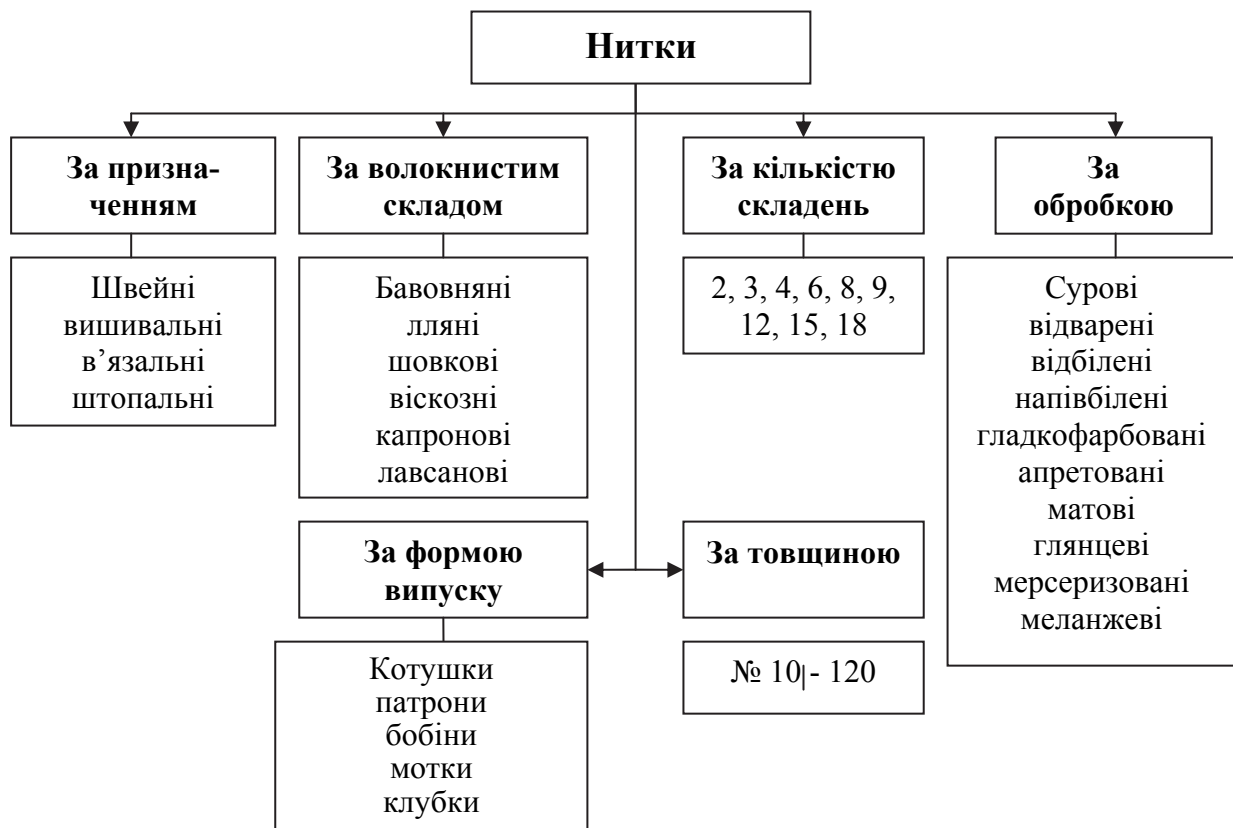 Нитки
За призна-
ченням
Швейні
вишивальні
в’язальні
штопальні
За волокнистим
складом
Бавовняні
лляні
шовкові
віскозні
капронові
лавсанові
За кількістю
складень
2, 3, 4, 6, 8, 9,
12, 15, 18
За
обробкою
Сурові
відварені
відбілені
напівбілені
гладкофарбовані
апретовані
матові
глянцеві
мерсеризовані
меланжеві
За формою
випуску
Котушки
патрони
бобіни
мотки
клубки
За товщиною
№ 10 - 120